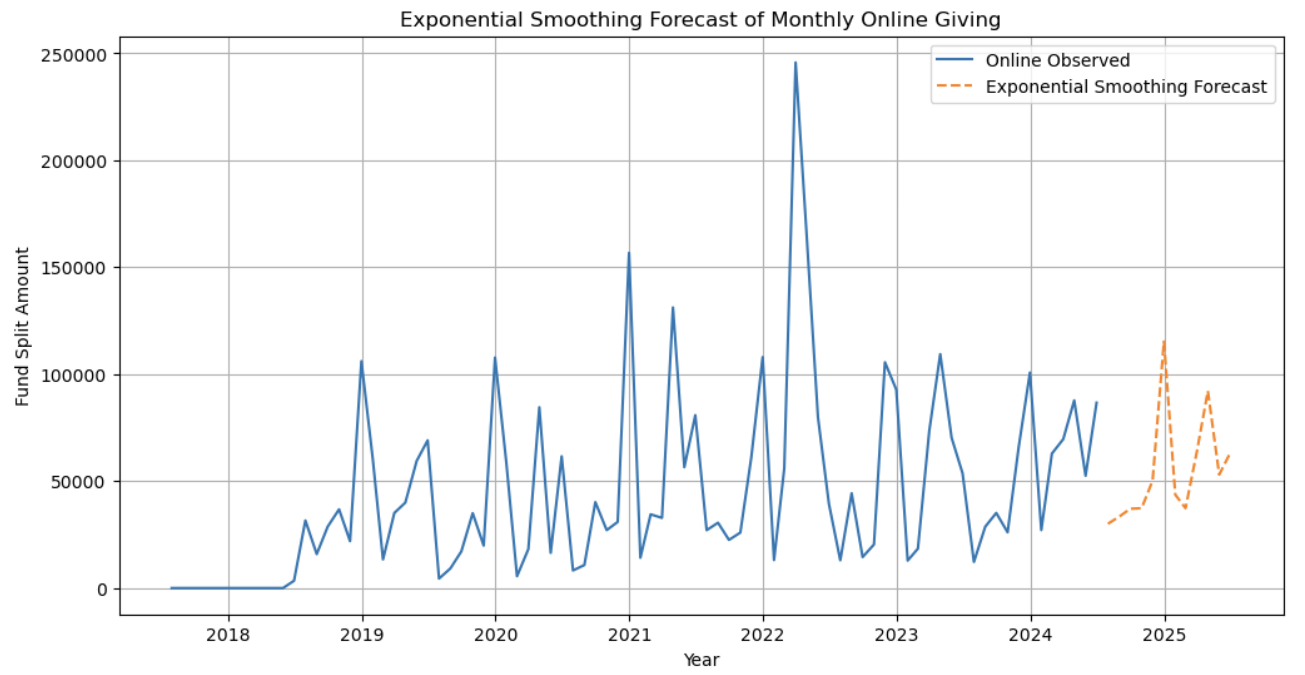 Exponential Smoothing Forecast of Monthly Online Giving
Online Observed
Exponential Smoothing Forecast
250000
200000
150000
100000
50000
0
Fund Split Amount
2018 2019 2020 2021 2022 2023 2024 2025
Year